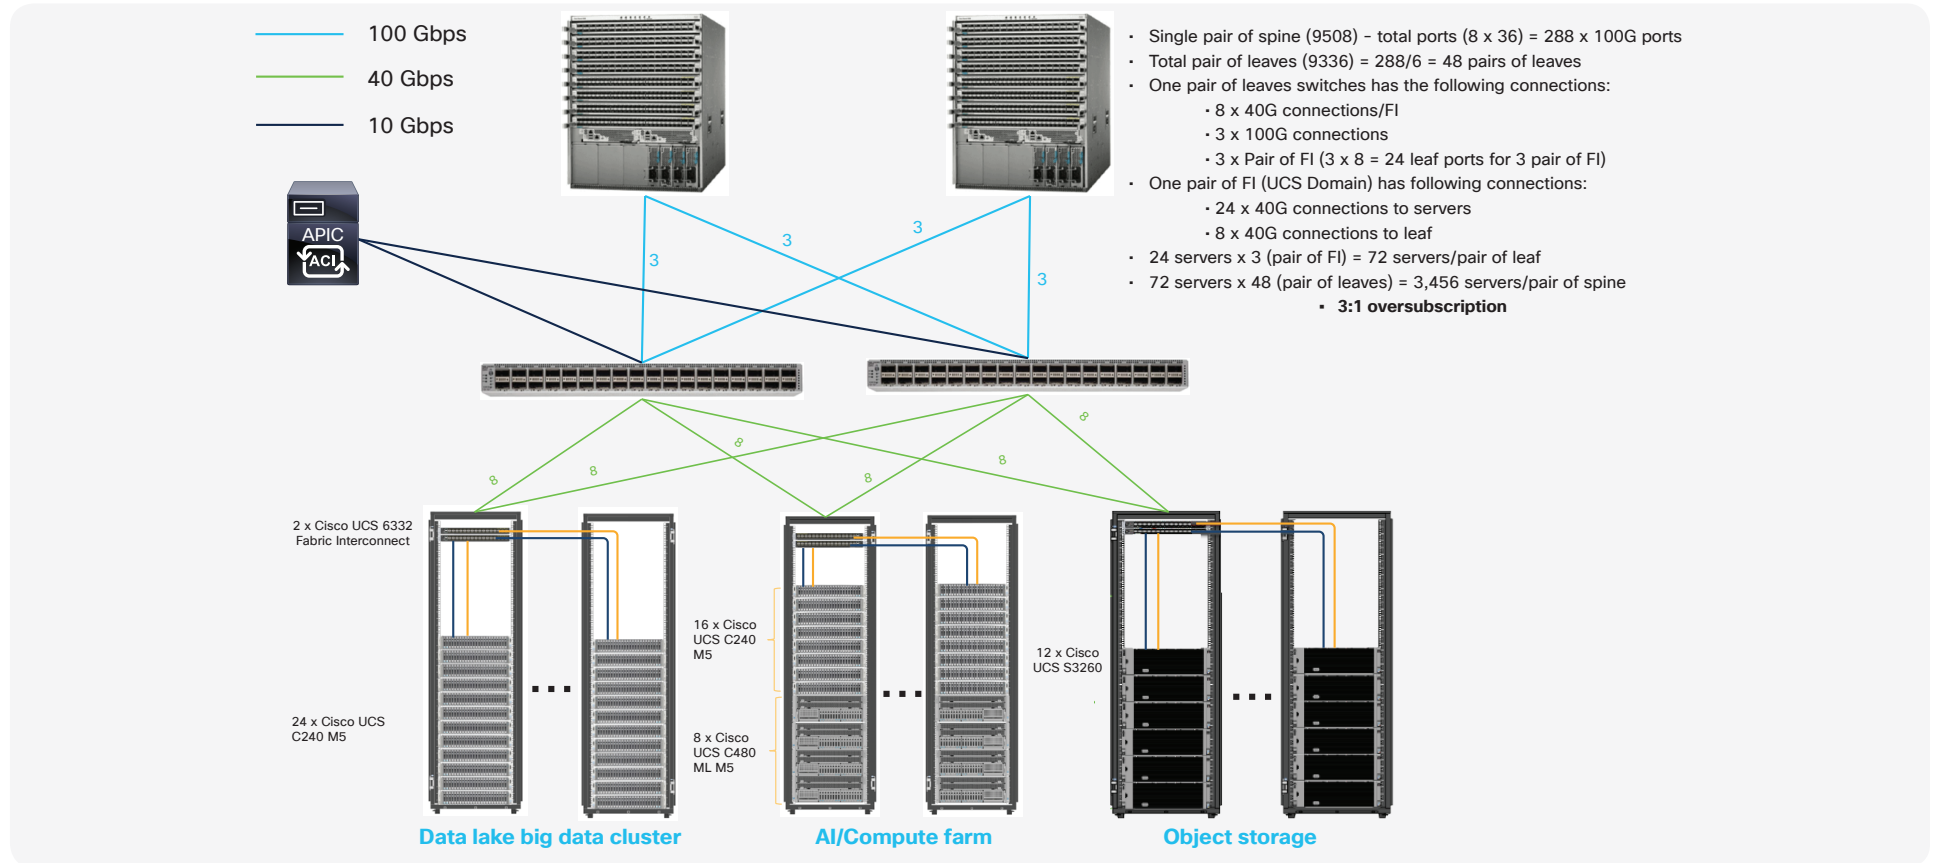 100 Gbps
40 Gbps
10 Gbps
APIC
ACI
· Single pair of spine (9508) - total ports (8 x 36) = 288 x 100G ports
· Total pair of leaves (9336) = 288/6 = 48 pairs of leaves
· One pair of leaves switches has the following connections:
· 8 x 40G connections/FI
· 3 x 100G connections
· 3 x Pair of FI (3 x 8 = 24 leaf ports for 3 pair of FI)
· One pair of FI (UCS Domain) has following connections:
· 24 x 40G connections to servers
· 8 x 40G connections to leaf
· 24 servers x 3 (pair of FI) = 72 servers/pair of leaf
· 72 servers x 48 (pair of leaves) = 3,456 servers/pair of spine
· 3:1 oversubscription
3
3
3
3
8
8
8
8
8
8
2 x Cisco UCS 6332
Fabric Interconnect
24 x Cisco UCS
C240 M5
16 x Cisco
UCS C240
M5
8 x Cisco
UCS C480
ML M5
12 x Cisco
UCS S3260
Data lake big data cluster
AI/Compute farm
Object storage